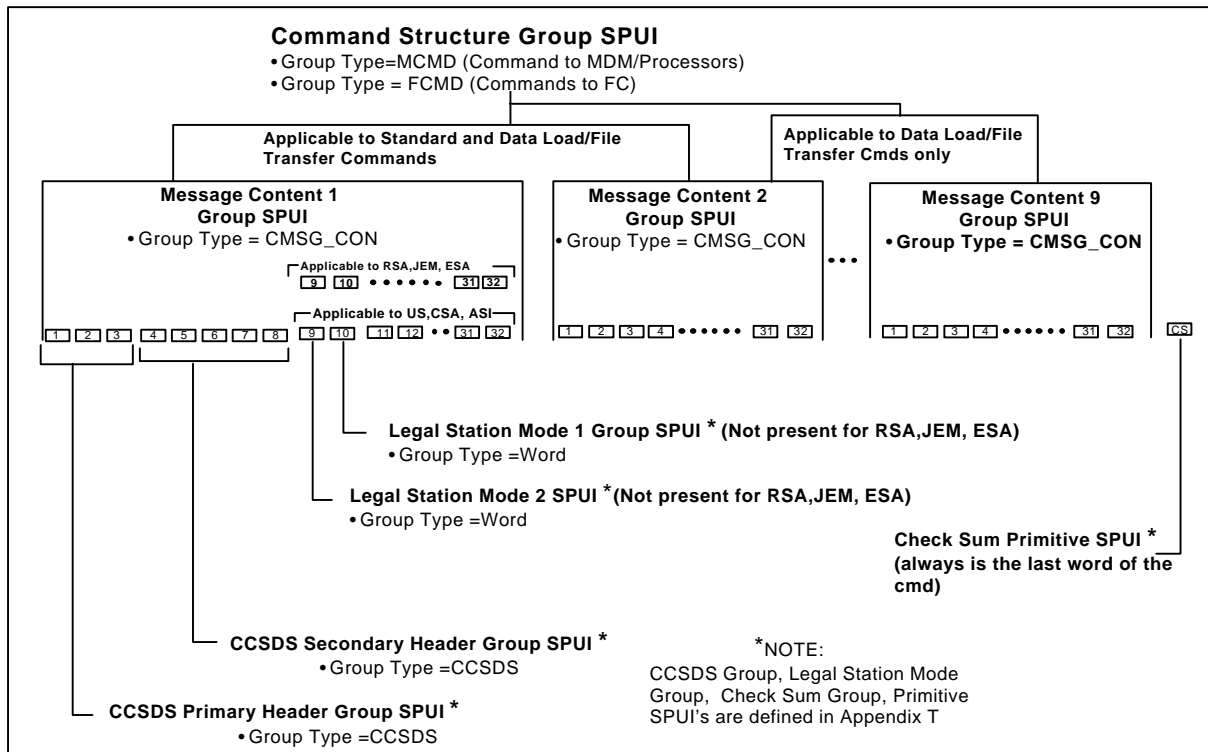 Command Structure Group SPUI
• Group Type=MCMD (Command to MDM/Processors)
• Group Type = FCMD (Commands to FC)
Applicable to Standard and Data Load/File
Transfer Commands
Applicable to Data Load/File
Transfer Cmds only
Message Content 1
Group SPUI
• Group Type = CMSG_CON
Applicable to RSA,JEM, ESA
9 10 • • • • • • 31 32
Applicable to US,CSA, ASI
1 2 3 4 5 6 7 8 9 10 11 12 • • 31 32
Message Content 2
Group SPUI
• Group Type = CMSG_CON
1 2 3 4 • • • • • • 31 32
• • •
Message Content 9
Group SPUI
• Group Type = CMSG_CON
1 2 3 4 • • • • • • 31 32
CS
Legal Station Mode 1 Group SPUI * (Not present for RSA,JEM, ESA)
• Group Type =Word
Legal Station Mode 2 SPUI * (Not present for RSA,JEM, ESA)
• Group Type =Word
Check Sum Primitive SPUI *
(always is the last word of the
cmd)
CCSDS Secondary Header Group SPUI *
• Group Type =CCSDS
CCSDS Primary Header Group SPUI *
• Group Type =CCSDS
*NOTE:
CCSDS Group, Legal Station Mode
Group, Check Sum Group, Primitive
SPUI's are defined in Appendix T